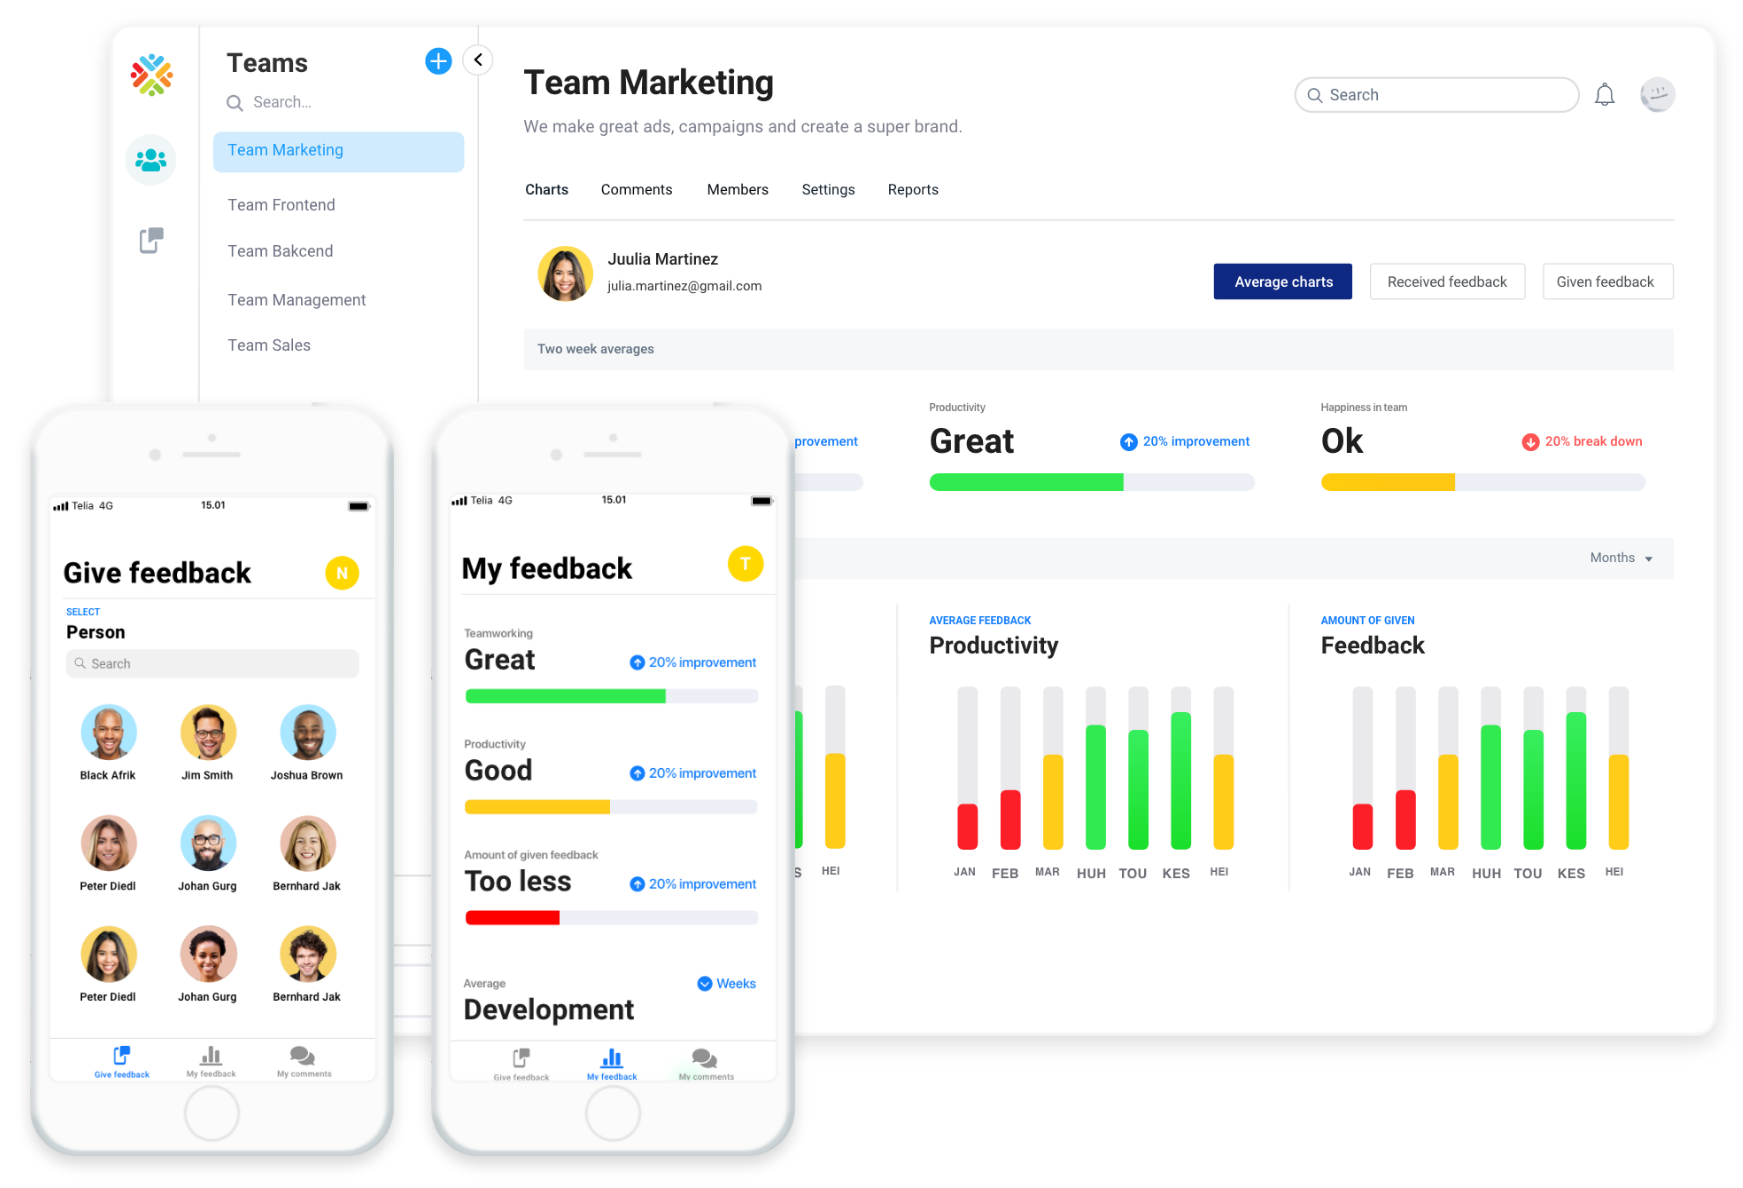 Teams
Search...
Team Marketing
Team Frontend
Team Bakcend
Team Management
Team Sales
Team Marketing
We make great ads, campaigns and create a super brand.
Search
Charts Comments Members Settings Reports
Juulia Martinez
julia.martinez@gmail.com
Average charts Received feedback Given feedback
Two week averages
provement
Productivity
Great 20% improvement
Happiness in team
Ok 20% break down
Months
S HEI
AVERAGE FEEDBACK
Productivity
JAN FEB MAR HUH TOU KES HEI
AMOUNT OF GIVEN
Feedback
JAN FEB MAR HUH TOU KES HEI
Telia 4G 15.01
Give feedback N
SELECT
Person
Search
Black Afrik Jim Smith Joshua Brown
Peter Diedl Johan Gurg Bernhard Jak
Peter Diedl Johan Gurg Bernhard Jak
Give feedback My feedback My comments
Telia 4G 15.01
My feedback T
Teamworking
Great 20% improvement
Productivity
Good 20% improvement
Amount of given feedback
Too less 20% improvement
Average Weeks
Development
Give feedback My feedback My comments